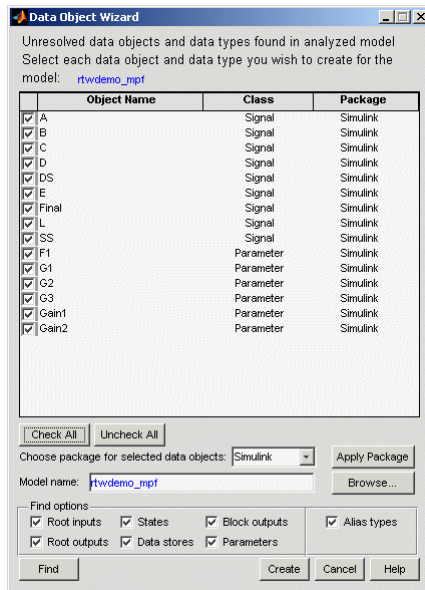 Data Object Wizard
Unresolved data objects and data types found in analyzed model
Select each data object and data type you wish to create for the
model: rtwdemo_mpf
Object Name Class Package
A Signal Simulink
B Signal Simulink
C Signal Simulink
D Signal Simulink
DS Signal Simulink
E Signal Simulink
Final Signal Simulink
L Signal Simulink
SS Signal Simulink
F1 Parameter Simulink
G1 Parameter Simulink
G2 Parameter Simulink
G3 Parameter Simulink
Gain1 Parameter Simulink
Gain2 Parameter Simulink
Check All Uncheck All
Choose package for selected data objects: Simulink Apply Package
Model name: rtwdemo_mpf Browse...
Find options
Root inputs States Block outputs Alias types
Root outputs Data stores Parameters
Find Create Cancel Help